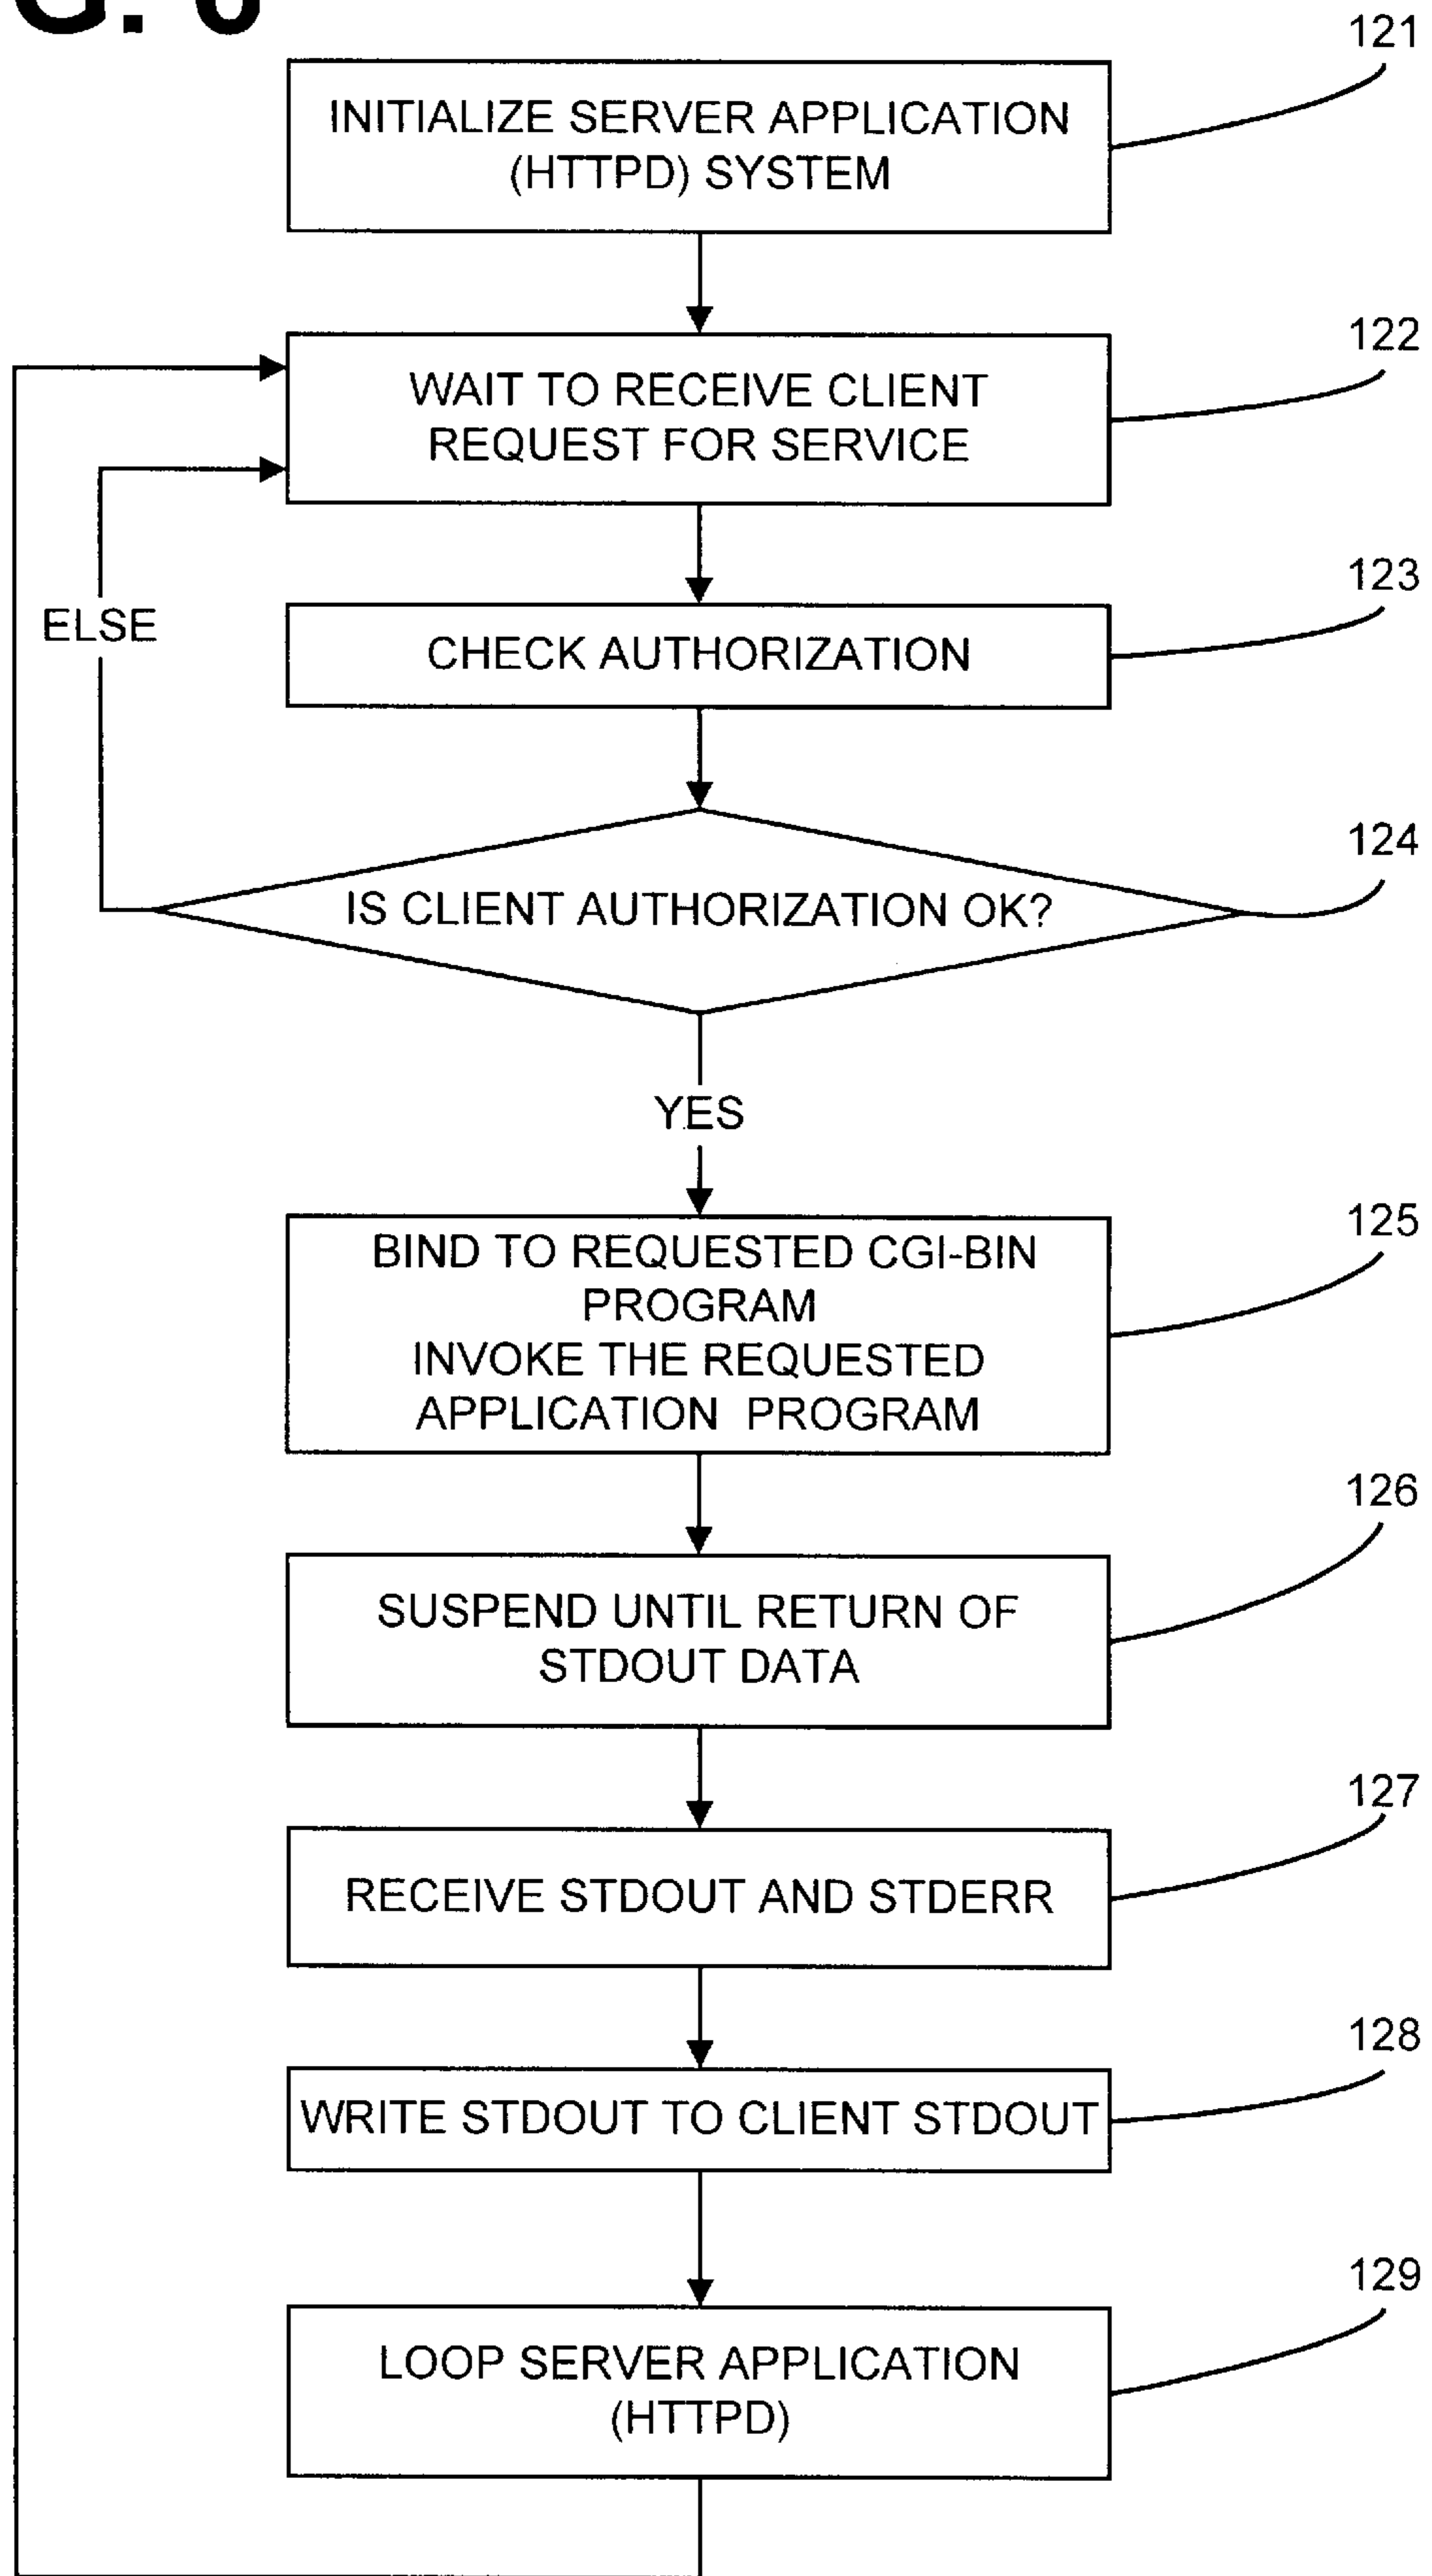 121
INITIALIZE SERVER APPLICATION
(HTTPD) SYSTEM
122
WAIT TO RECEIVE CLIENT
REQUEST FOR SERVICE
123
ELSE
CHECK AUTHORIZATION
124
IS CLIENT AUTHORIZATION OK?
YES
125
BIND TO REQUESTED CGI-BIN
PROGRAM
INVOKE THE REQUESTED
APPLICATION PROGRAM
126
SUSPEND UNTIL RETURN OF
STDOUT DATA
127
RECEIVE STDOUT AND STDERR
128
WRITE STDOUT TO CLIENT STDOUT
129
LOOP SERVER APPLICATION
(HTTPD)